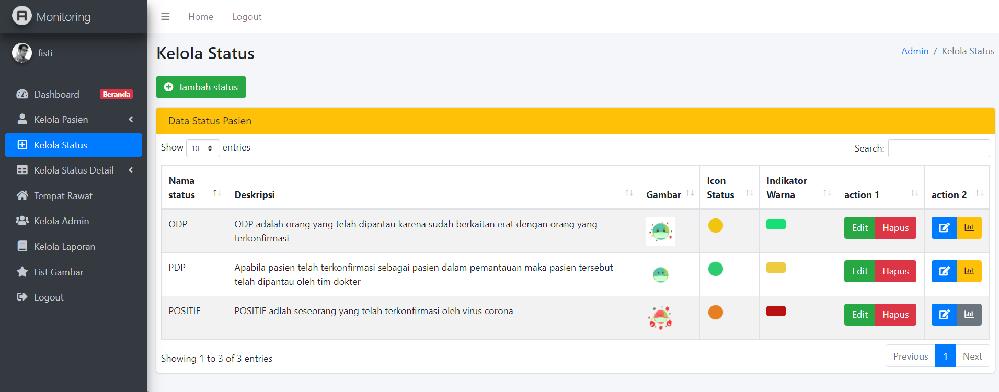 Monitoring
Home
Logout
fisti
Dashboard
Beranda
Kelola Pasien
Kelola Status
Kelola Status Detail
Tempat Rawat
Kelola Admin
Kelola Laporan
List Gambar
Logout
Kelola Status
Admin / Kelola Status
Tambah status
Data Status Pasien
Show 10 entries
Search:
Nama status
Deskripsi
Gambar
Icon Status
Indikator Warna
action 1
action 2
ODP
ODP adalah orang yang telah dipantau karena sudah berkaitan erat dengan orang yang
terkonfirmasi
Edit
Hapus
PDP
Apabila pasien telah terkonfirmasi sebagai pasien dalam pemantauan maka pasien tersebut
telah dipantau oleh tim dokter
Edit
Hapus
POSITIF
POSITIF adlah seseorang yang telah terkonfirmasi oleh virus corona
Edit
Hapus
Showing 1 to 3 of 3 entries
Previous
1
Next